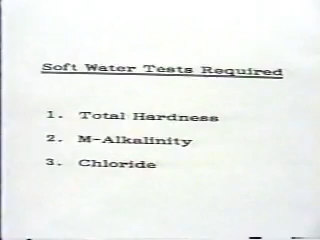 Soft Water Tests Required
1. Total Hardness
2. M-Alkalinity
3. Chloride